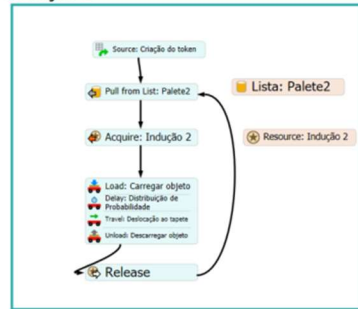 Source: Criação do token
Pull from List: Palete2
Lista: Palete2
Acquire: Indução 2
Resource: Indução 2
Load: Carregar objeto
Delay: Distribuição de
Probabilidade
Travel: Deslocação ao tapete
Unload: Descarregar objeto
Release